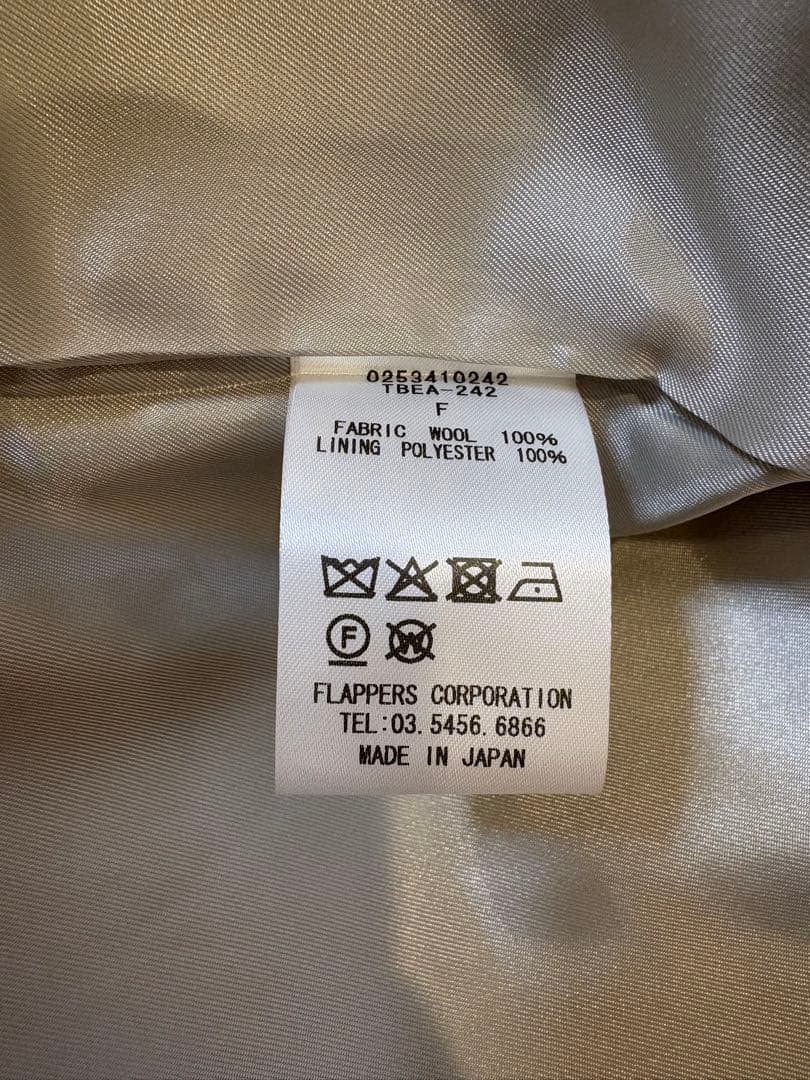 0253410242
TBEA-242
F
FABRIC WOOL 100%
LINING POLYESTER 100%
F W
FLAPPERS CORPORATION
TEL:03.5456.6866
MADE IN JAPAN